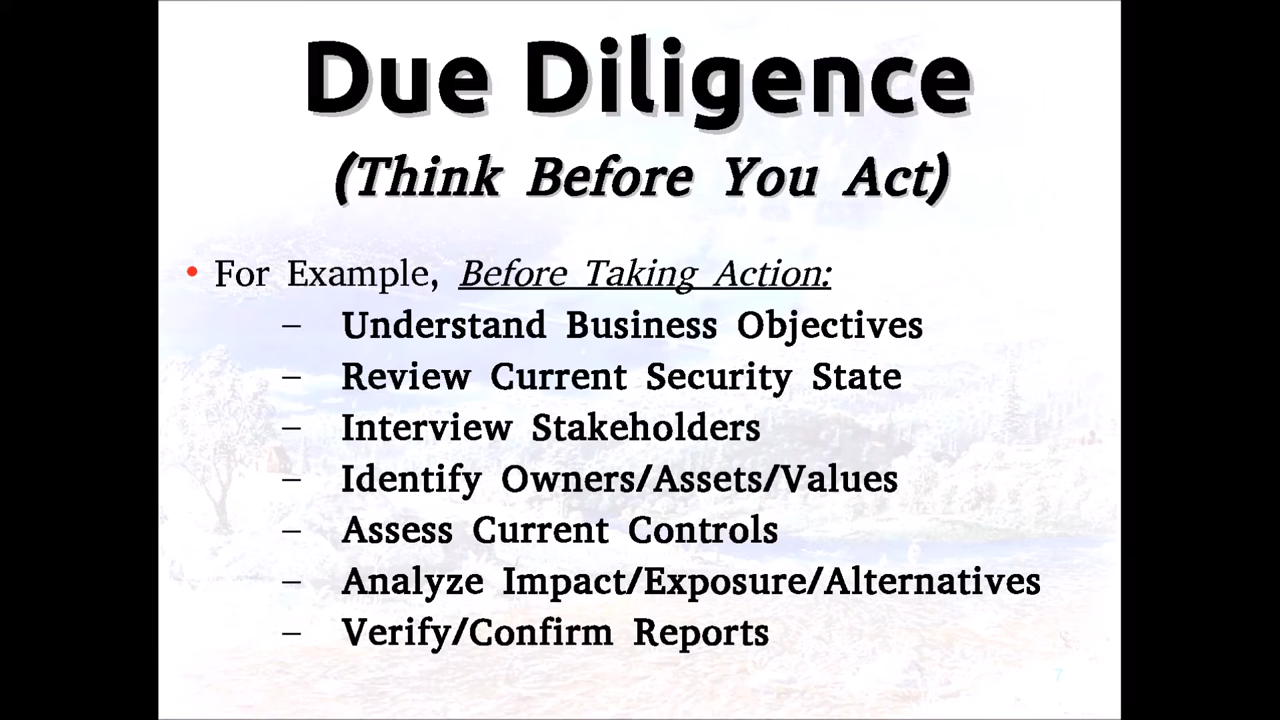 Due Diligence
(Think Before You Act)
• For Example, Before Taking Action:
– Understand Business Objectives
– Review Current Security State
– Interview Stakeholders
– Identify Owners/Assets/Values
– Assess Current Controls
– Analyze Impact/Exposure/Alternatives
– Verify/Confirm Reports
7